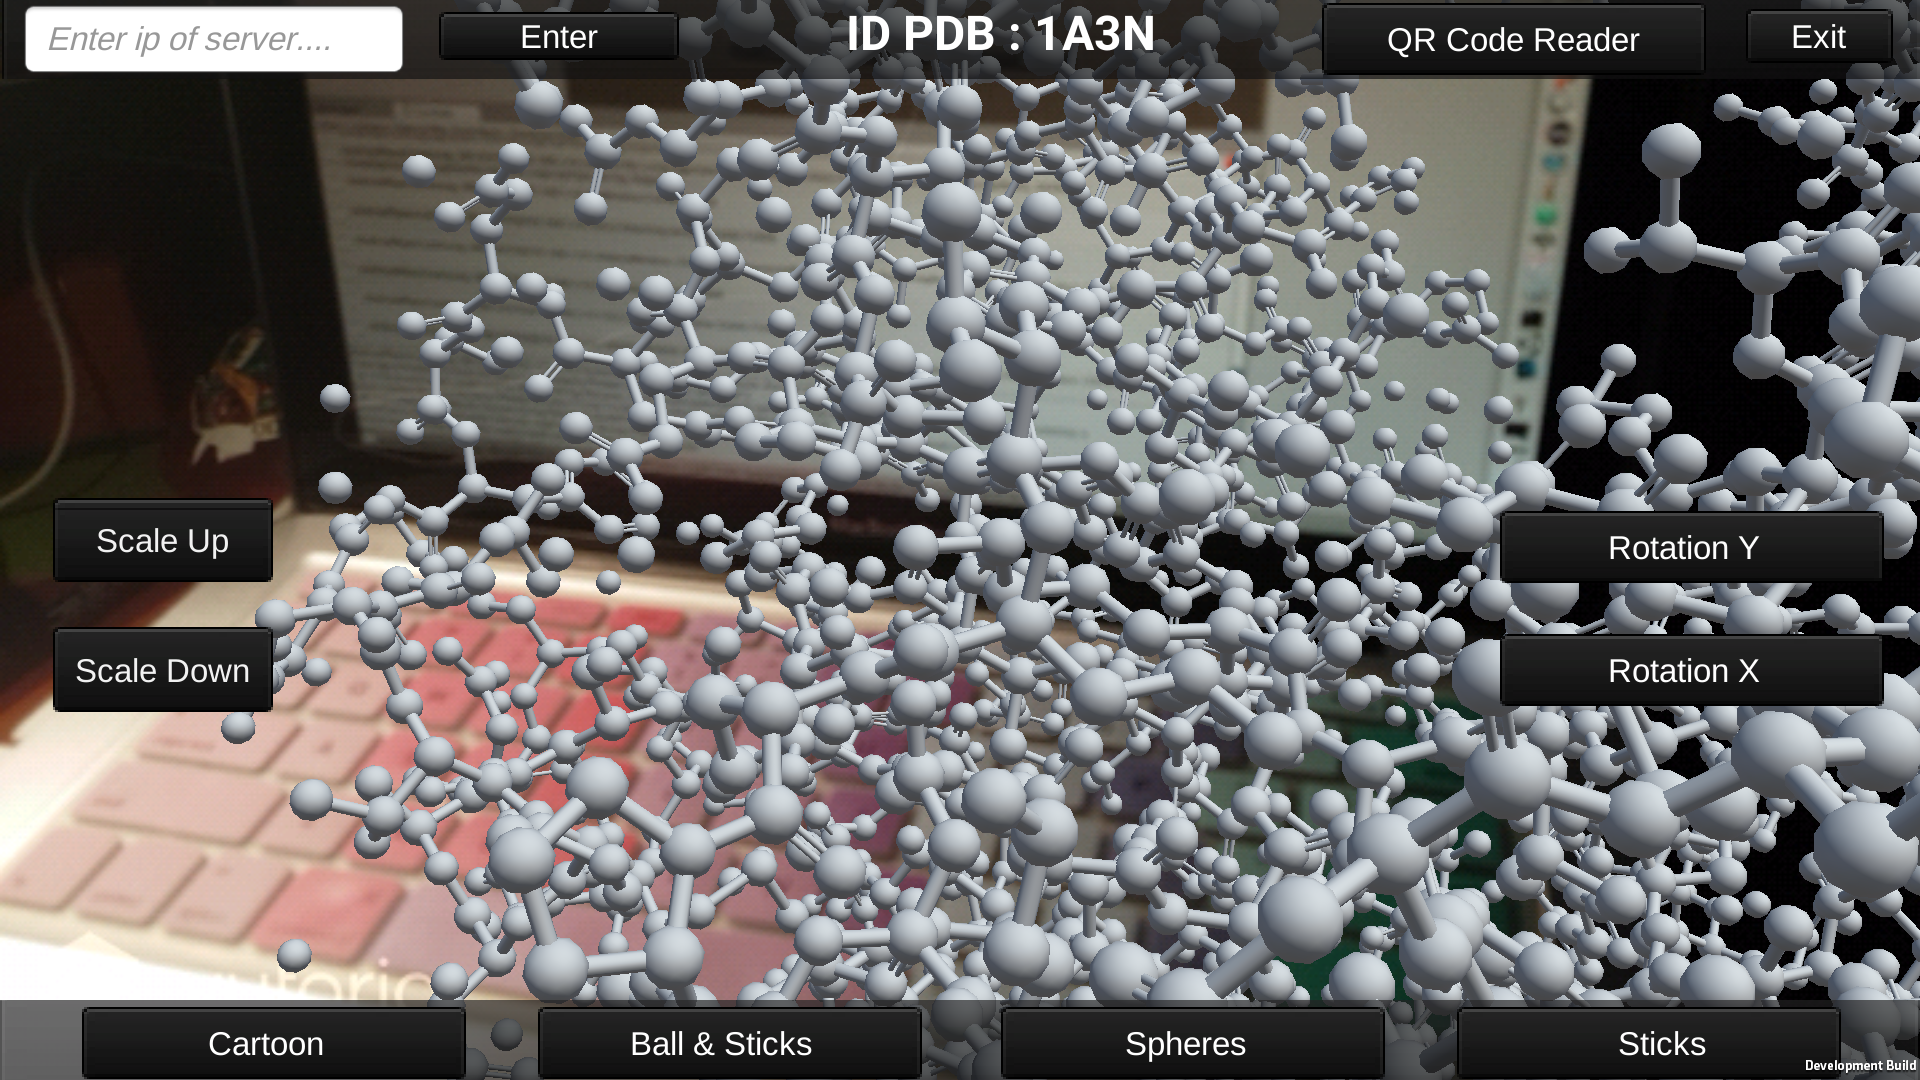 Enter ip of server....
Enter
ID PDB : 1A3N
QR Code Reader
Exit
Scale Up
Scale Down
Rotation Y
Rotation X
Cartoon
Ball & Sticks
Spheres
Sticks
Development Build